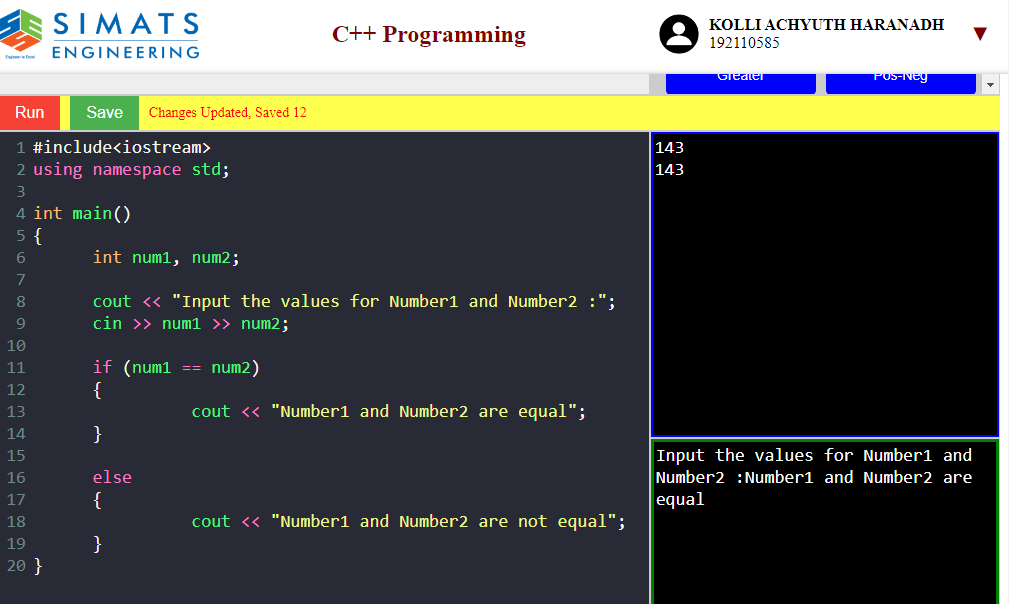 SIMATS
ENGINEERING
Engineer to Excel
C++ Programming
KOLLI ACHYUTH HARANADH
192110585
▼
Greater
Pos-Neg
Run
Save
Changes Updated, Saved 12
1 #include<iostream>
2 using namespace std;
3
4 int main()
5 {
6 int num1, num2;
7
8 cout << "Input the values for Number1 and Number2 :";
9 cin >> num1 >> num2;
10
11 if (num1 == num2)
12 {
13 cout << "Number1 and Number2 are equal";
14 }
15
16 else
17 {
18 cout << "Number1 and Number2 are not equal";
19 }
20 }
143
143
Input the values for Number1 and
Number2 :Number1 and Number2 are
equal